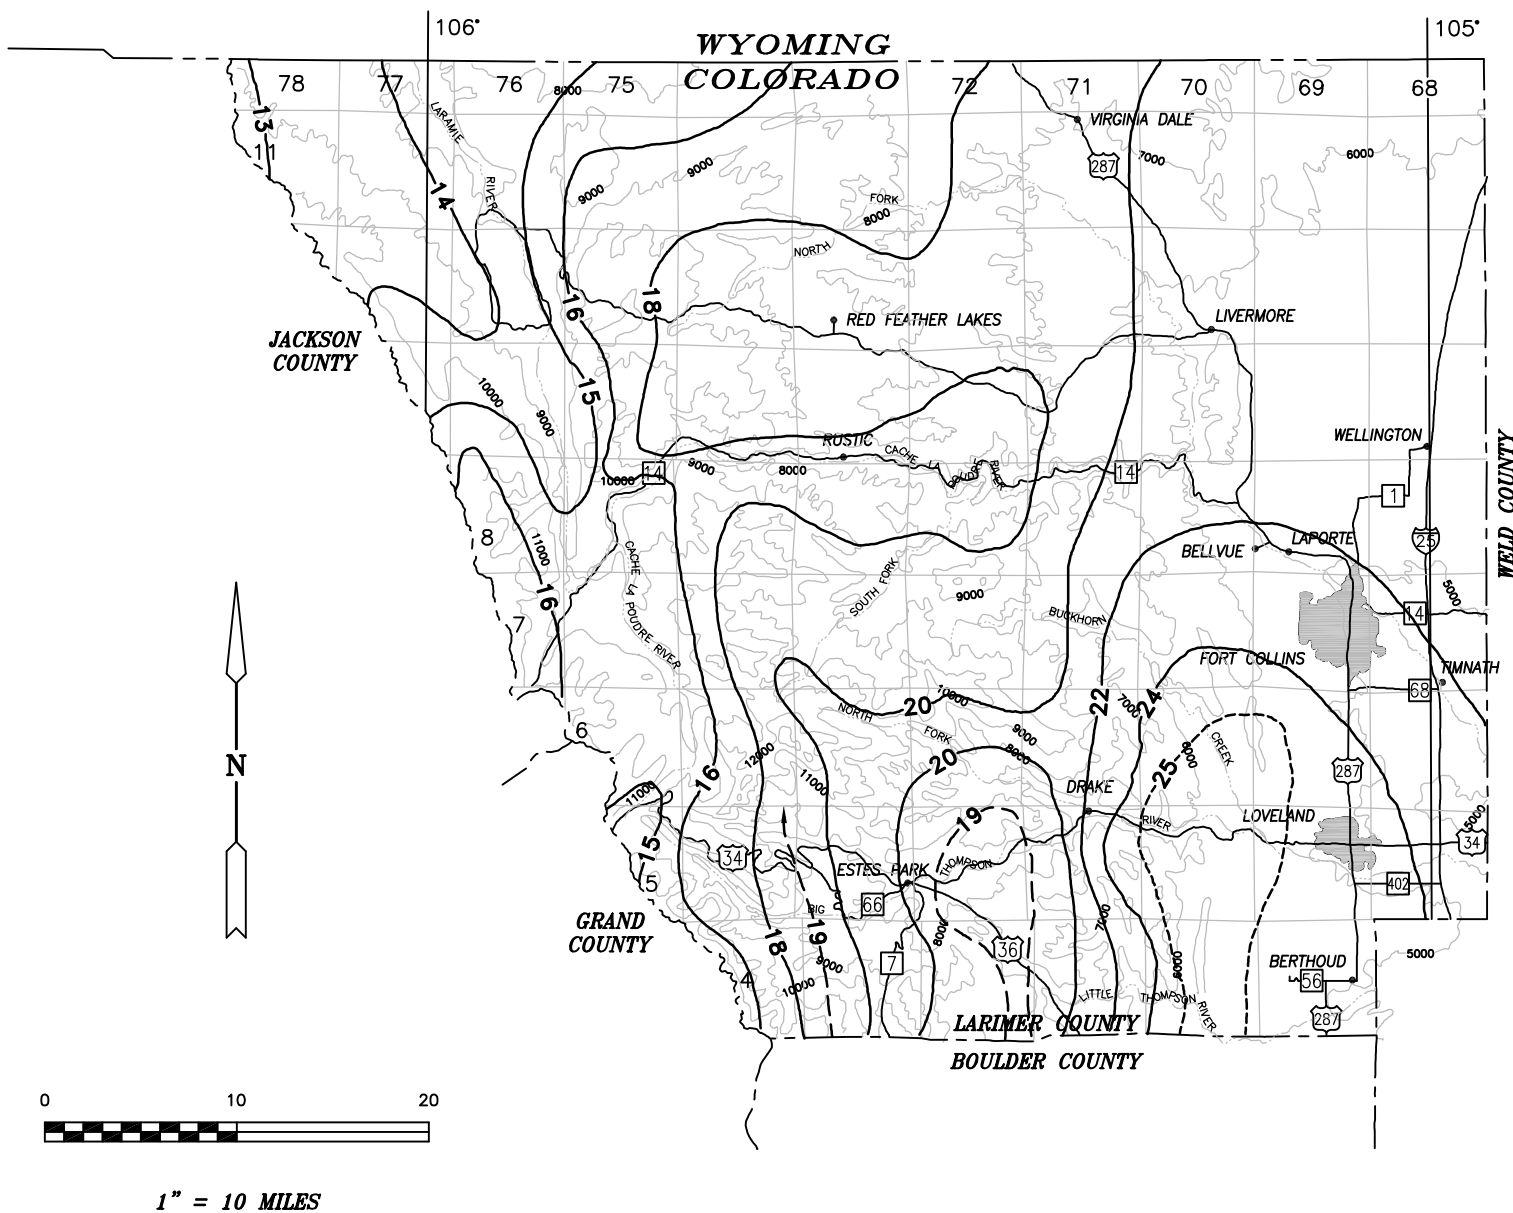 106°
105°
WYOMING
COLORADO
78
77
76
75
72
71
70
69
68
8000
13
11
LARAMIE
RIVER
14
9000
9000
VIRGINIA DALE
7000
6000
287
FORK
8000
NORTH
16
18
RED FEATHER LAKES
LIVERMORE
JACKSON
COUNTY
15
10000
9000
WELLINGTON
RUSTIC
CACHE LA
POUDRE
RIVER
14
9000
8000
10000
14
1
WELD COUNTY
8
11000
25
BELLVUE
LAPORTE
CACHE LA POUDRE RIVER
SOUTH FORK
9000
5000
16
BUCKHORN
14
7
FORT COLLINS
TIMNATH
68
10000
20
22
7000
24
NORTH
FORK
9000
8000
6
12000
20
CREEK
6000
25
287
16
11000
11000
DRAKE
19
RIVER
LOVELAND
5000
34
15
34
ESTES PARK
THOMPSON
5
66
402
BIG
GRAND
COUNTY
18
19
8000
7000
36
7
9000
6000
5000
BERTHOUD
56
4
10000
LITTLE
THOMPSON
RIVER
287
LARIMER COUNTY
BOULDER COUNTY
N
0
10
20
1" = 10 MILES